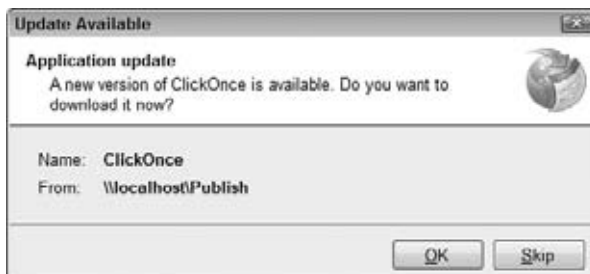 Update Available
Application update
A new version of ClickOnce is available. Do you want to
download it now?
Name: ClickOnce
From: \\localhost\Publish
OK Skip